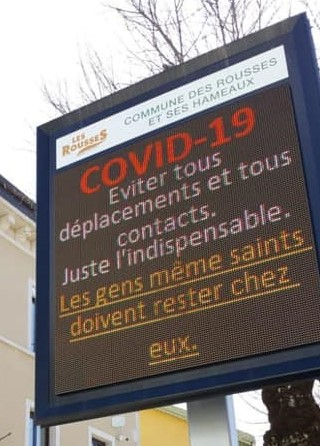 LES
ROUSSES
COMMUNE DES ROUSSES
ET SES HAMEAUX
COVID-19
Eviter tous
déplacements et tous
contacts.
Juste l'indispensable.
Les gens même saints
doivent rester chez
eux.